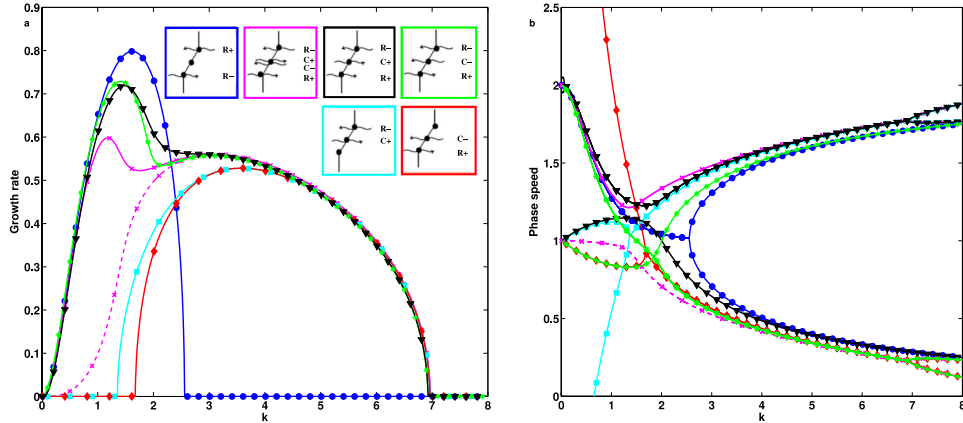 a
Growth rate
0.9
0.8
0.7
0.6
0.5
0.4
0.3
0.2
0.1
0
0 1 2 3 4 5 6 7 8
k
R+
R−
R−
C+
C−
R+
R−
C+
R+
R−
C−
R+
R−
C+
C−
R+
b
Phase speed
2.5
2
1.5
1
0.5
0
0 1 2 3 4 5 6 7 8
k